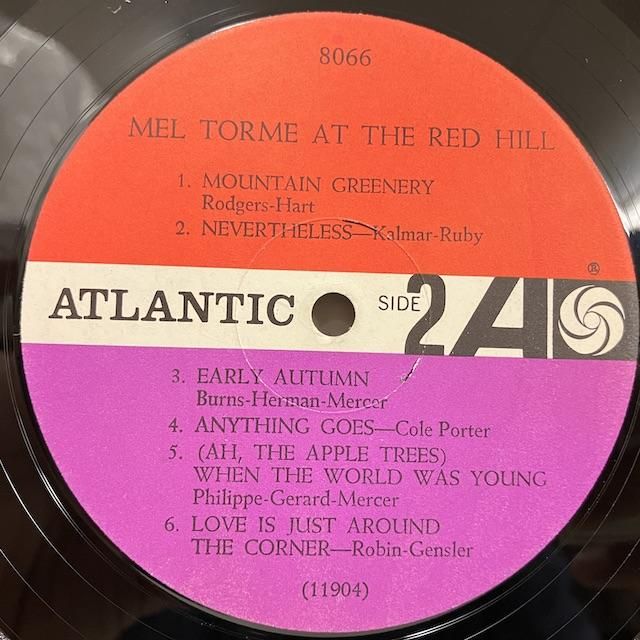 8066
MEL TORME AT THE RED HILL
1. MOUNTAIN GREENERY
Rodgers-Hart
2. NEVERTHELESS—Kalmar-Ruby
ATLANTIC SIDE 2 A ®
3. EARLY AUTUMN
Burns-Herman-Mercer
4. ANYTHING GOES—Cole Porter
5. (AH, THE APPLE TREES)
WHEN THE WORLD WAS YOUNG
Philippe-Gerard-Mercer
6. LOVE IS JUST AROUND
THE CORNER—Robin-Gensler
(11904)